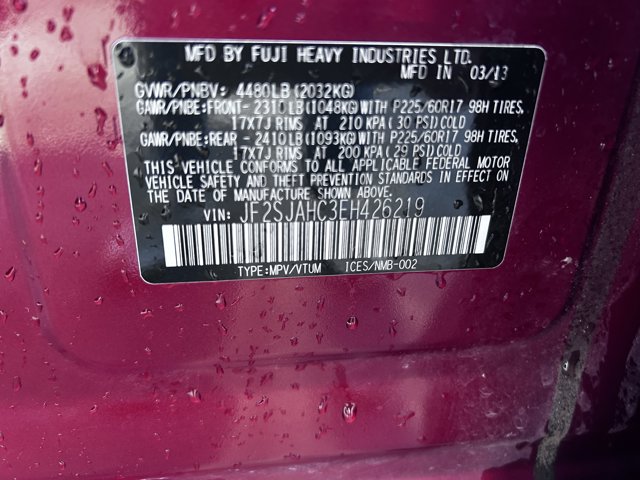 MFD BY FUJI HEAVY INDUSTRIES LTD.
MFD IN 03/13
GVWR/PNBV: 4480LB(2032KG)
GAWR/PNBE:FRONT-2310LB(1048KG)WITH P225/60R17 98H TIRES,
17X7J RIMS AT 210 KPA (30 PSI)COLD
GAWR/PNBE:REAR -2410LB(1093KG)WITH P225/60R17 98H TIRES,
17X7J RIMS AT 200 KPA (29 PSI)COLD
THIS VEHICLE CONFORMS TO ALL APPLICABLE FEDERAL MOTOR
VEHICLE SAFETY AND THEFT PREVENTION STANDARDS IN EFFECT ON
THE DATE OF MANUFACTURE SHOWN ABOVE.
VIN: JF2SJAHC3EH426219
TYPE:MPV/VTUM ICES/NMB-002